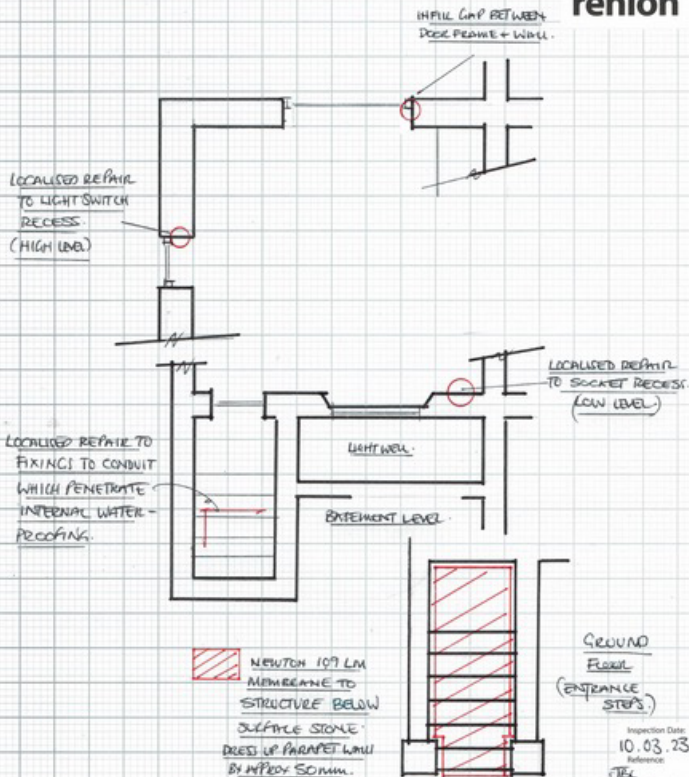 renlon
INFILL GAP BETWEEN
DOOR FRAME + WALL.
LOCALISED REPAIR
TO LIGHT SWITCH
RECESS.
(HIGH LEVEL)
LOCALISED REPAIR
TO SOCKET RECESS.
(LOW LEVEL.)
LOCALISED REPAIR TO
FIXINGS TO CONDUIT
WHICH PENETRATE
INTERNAL WATER-
PROOFING.
LIGHTWELL.
BASEMENT LEVEL.
NEWTON 109 LM
MEMBRANE TO
STRUCTURE BELOW
SURFACE STONE.
DRESS UP PARAPET WALL
BY APPROX 50mm.
GROUND
FLOOR
(ENTRANCE
STEPS.)
Inspection Date:
10.03.23
Reference: